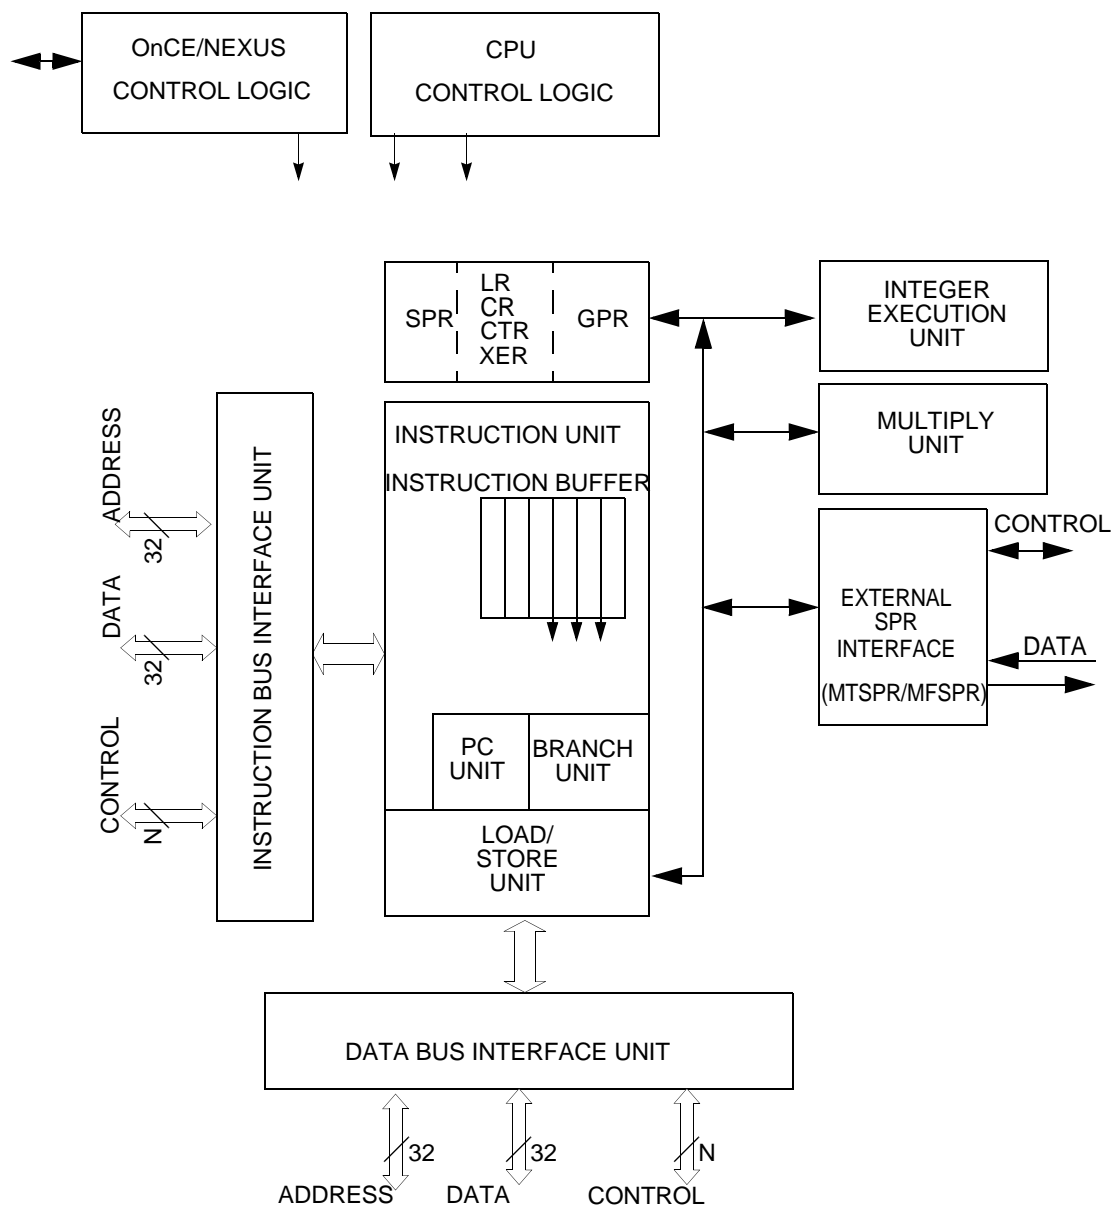 OnCE/NEXUS
CONTROL LOGIC
CPU
CONTROL LOGIC
SPR
LR
CR
CTR
XER
GPR
INTEGER
EXECUTION
UNIT
MULTIPLY
UNIT
EXTERNAL
SPR
INTERFACE
(MTSPR/MFSPR)
CONTROL
DATA
INSTRUCTION UNIT
INSTRUCTION BUFFER
PC
UNIT
BRANCH
UNIT
LOAD/
STORE
UNIT
ADDRESS
32
DATA
32
CONTROL
N
INSTRUCTION BUS INTERFACE UNIT
DATA BUS INTERFACE UNIT
32
32
N
ADDRESS
DATA
CONTROL